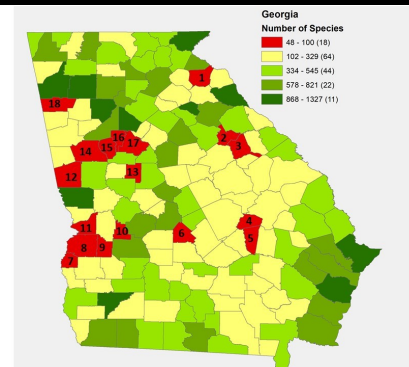 Georgia
Number of Species
48 - 100 (18)
102 - 329 (64)
334 - 545 (44)
578 - 821 (22)
868 - 1327 (11)
1
18
2
3
16
17
15
14
13
12
4
11
10
6
5
8
9
7